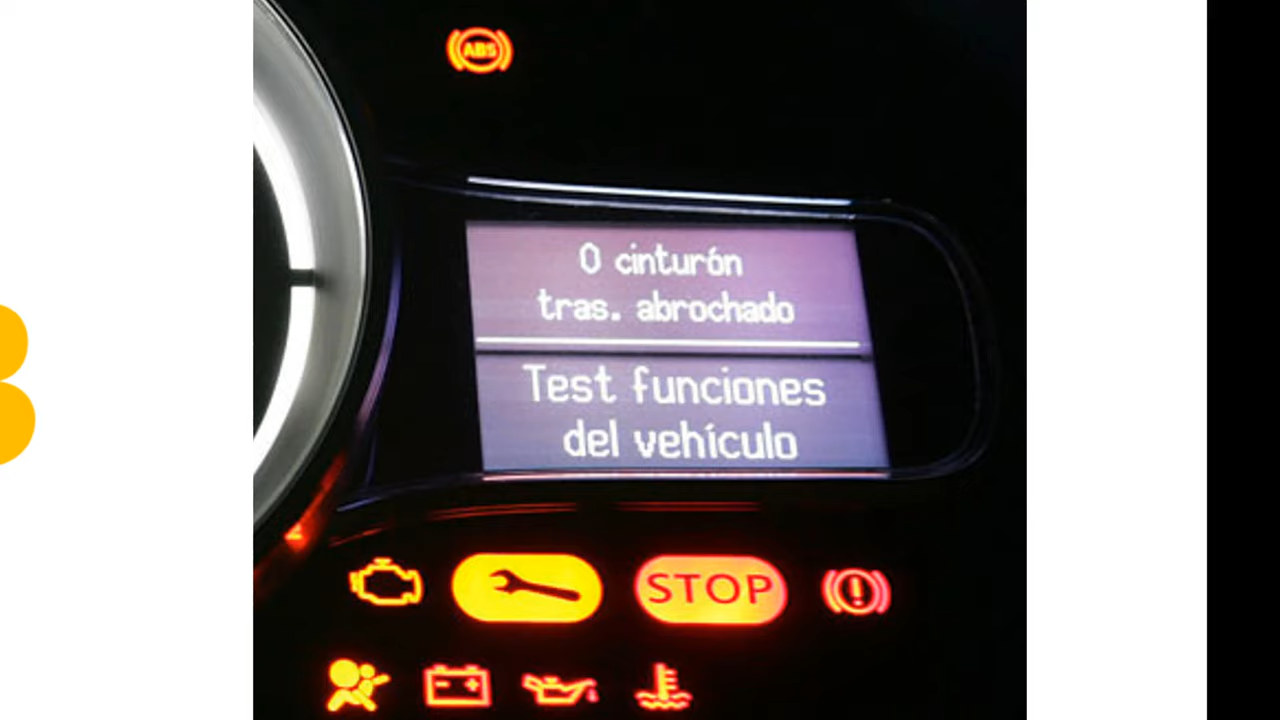 ABS
0 cinturón
tras. abrochado
Test funciones
del vehículo
STOP